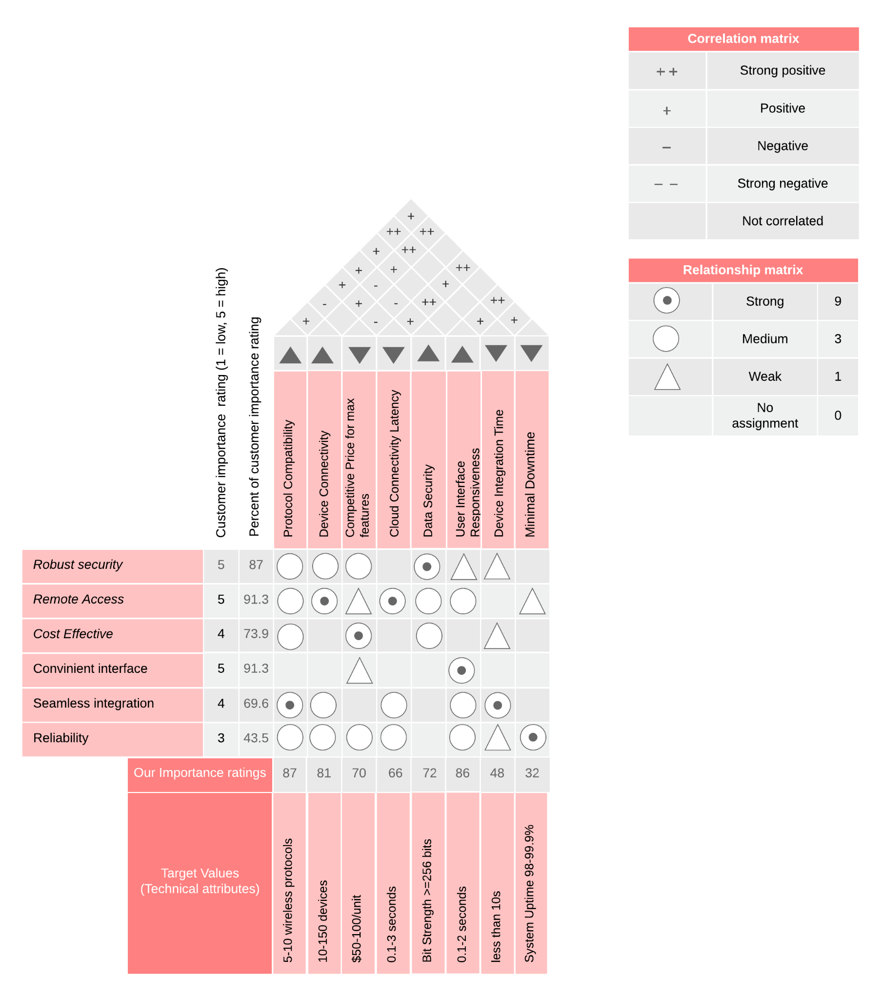 Correlation matrix
++ Strong positive
+ Positive
− Negative
− − Strong negative
Not correlated
Relationship matrix
Strong 9
Medium 3
Weak 1
No
assignment
0
+
++ ++
+ ++
+ + ++
+ - +
- + - ++ ++
+ - + + +
Customer importance rating (1 = low, 5 = high)
Percent of customer importance rating
Protocol Compatibility
Device Connectivity
Competitive Price for max
features
Cloud Connectivity Latency
Data Security
User Interface
Responsiveness
Device Integration Time
Minimal Downtime
Robust security 5 87
Remote Access 5 91.3
Cost Effective 4 73.9
Convinient interface 5 91.3
Seamless integration 4 69.6
Reliability 3 43.5
Our Importance ratings 87 81 70 66 72 86 48 32
Target Values
(Technical attributes)
5-10 wireless protocols
10-150 devices
$50-100/unit
0.1-3 seconds
Bit Strength >=256 bits
0.1-2 seconds
less than 10s
System Uptime 98-99.9%